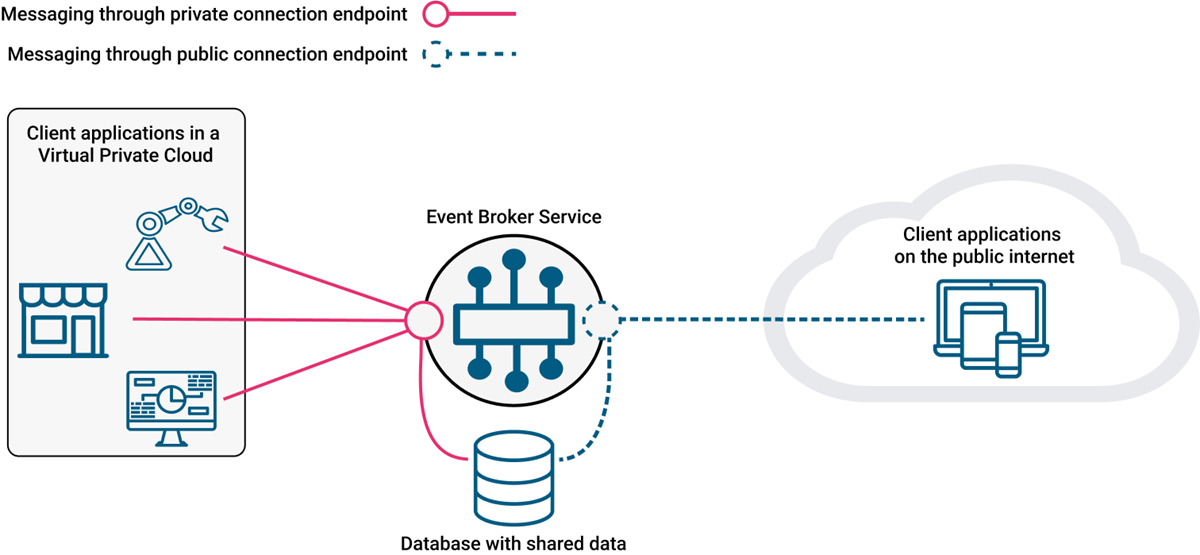 Messaging through private connection endpoint
Messaging through public connection endpoint
Client applications in a
Virtual Private Cloud
Event Broker Service
Client applications
on the public internet
Database with shared data